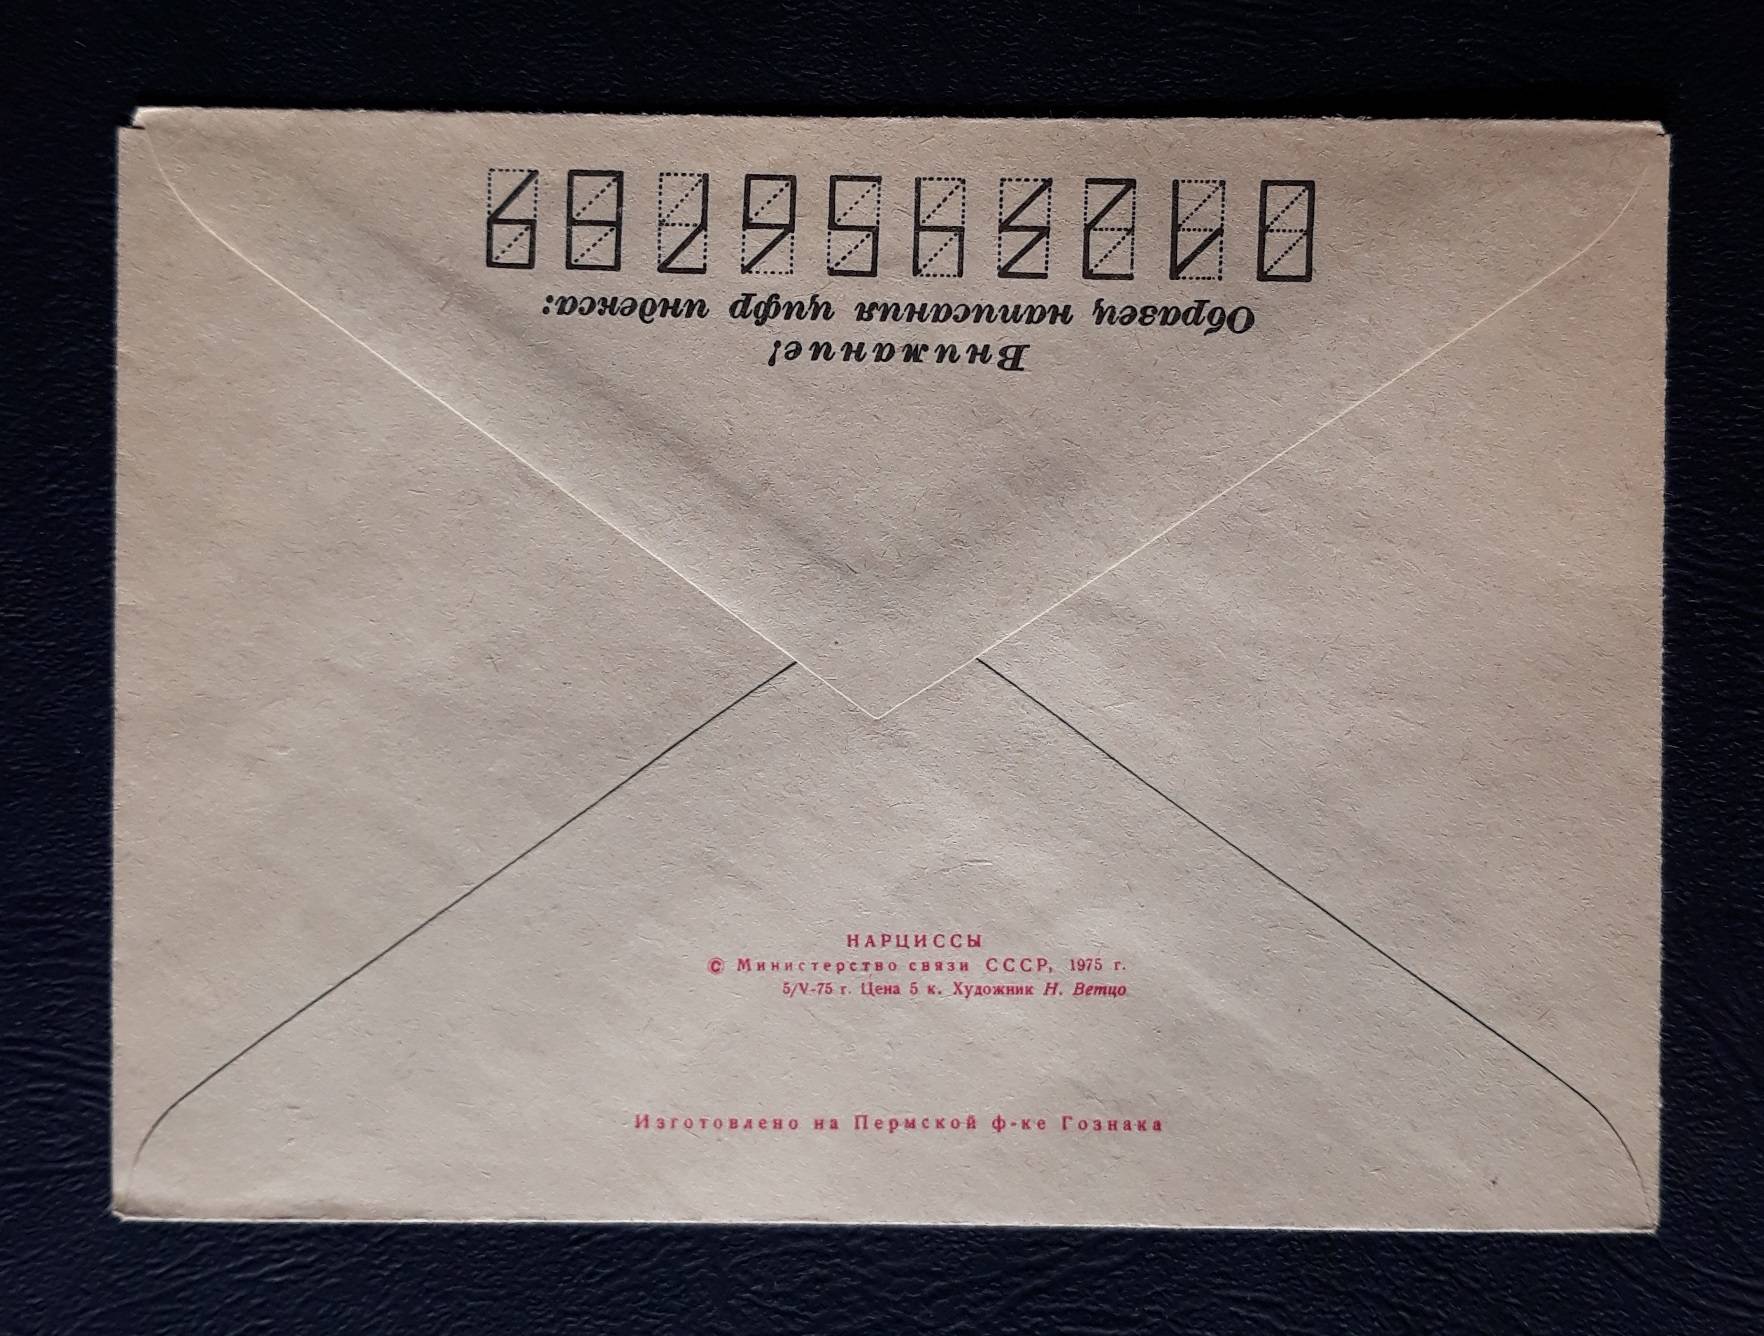 Внимание!
Образец написания цифр индекса:
0123456789
НАРЦИССЫ
© Министерство связи СССР, 1975 г.
5/V-75 г. Цена 5 к. Художник Н. Ветцо
Изготовлено на Пермской ф-ке Гознака